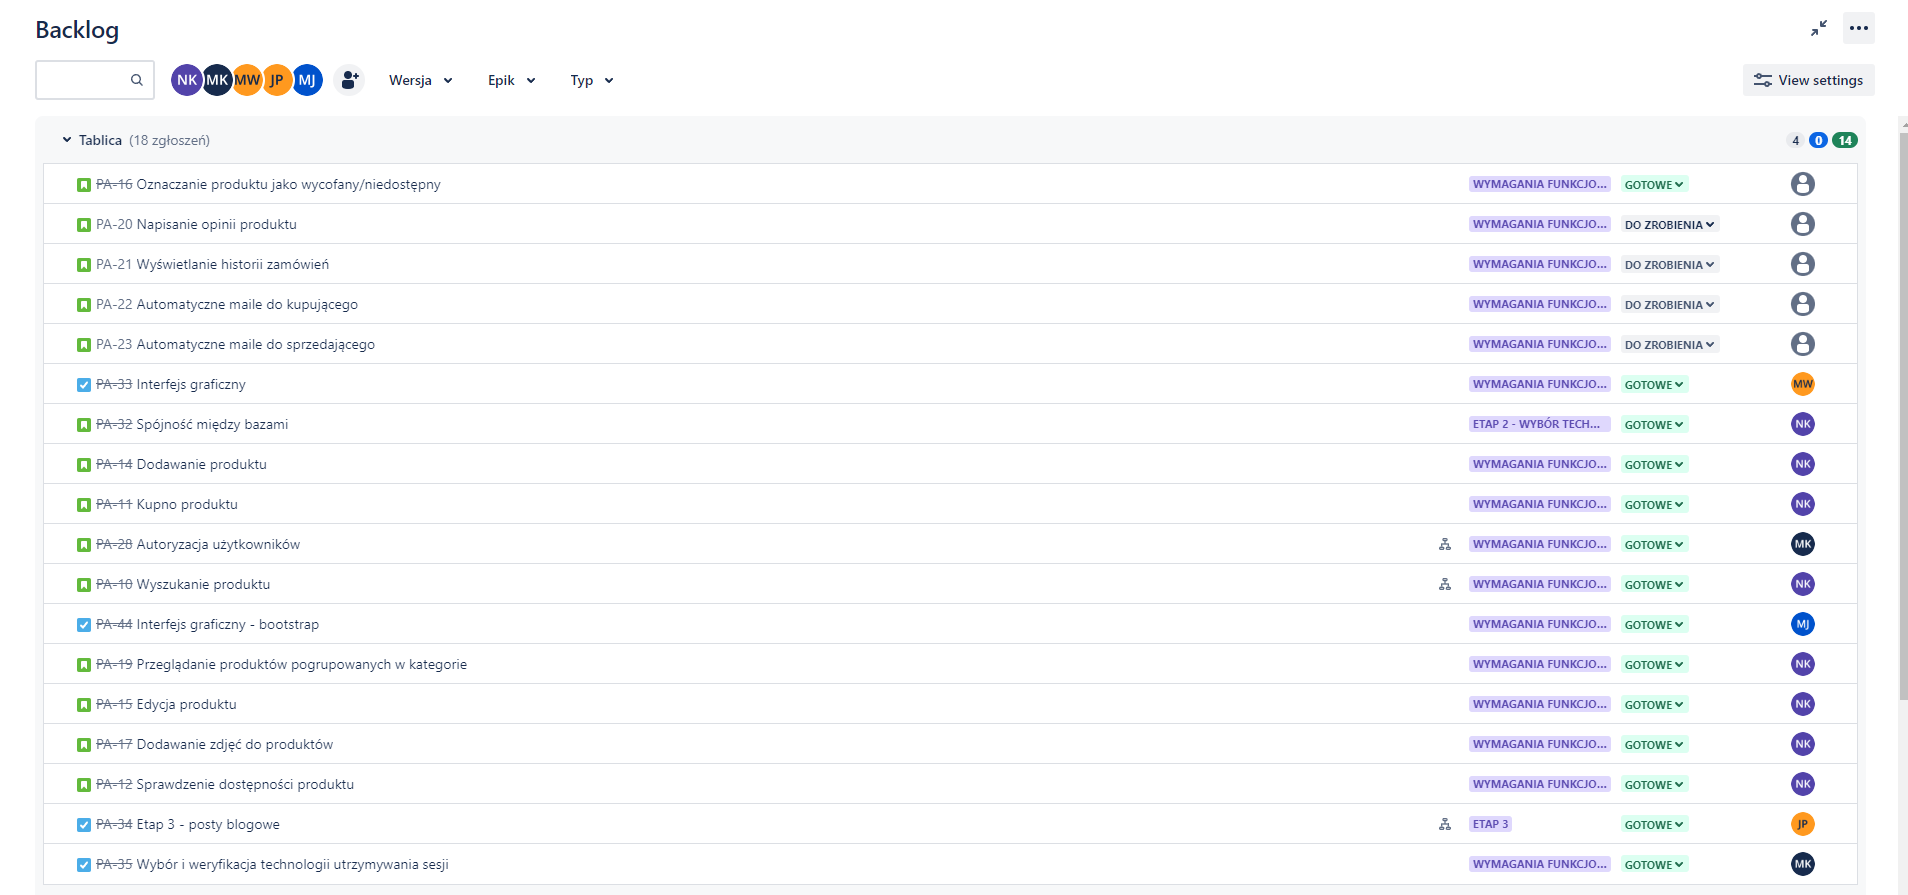 Backlog
NK MK MW JP MJ Wersja Epik Typ View settings
Tablica (18 zgłoszeń) 4 0 14
PA-16 Oznaczanie produktu jako wycofany/niedostępny WYMAGANIA FUNKCJO... GOTOWE
PA-20 Napisanie opinii produktu WYMAGANIA FUNKCJO... DO ZROBIENIA
PA-21 Wyświetlanie historii zamówień WYMAGANIA FUNKCJO... DO ZROBIENIA
PA-22 Automatyczne maile do kupującego WYMAGANIA FUNKCJO... DO ZROBIENIA
PA-23 Automatyczne maile do sprzedającego WYMAGANIA FUNKCJO... DO ZROBIENIA
PA-33 Interfejs graficzny WYMAGANIA FUNKCJO... GOTOWE MW
PA-32 Spójność między bazami ETAP 2 - WYBÓR TECH... GOTOWE NK
PA-14 Dodawanie produktu WYMAGANIA FUNKCJO... GOTOWE NK
PA-11 Kupno produktu WYMAGANIA FUNKCJO... GOTOWE NK
PA-28 Autoryzacja użytkowników WYMAGANIA FUNKCJO... GOTOWE MK
PA-10 Wyszukanie produktu WYMAGANIA FUNKCJO... GOTOWE NK
PA-44 Interfejs graficzny - bootstrap WYMAGANIA FUNKCJO... GOTOWE MJ
PA-19 Przeglądanie produktów pogrupowanych w kategorie WYMAGANIA FUNKCJO... GOTOWE NK
PA-15 Edycja produktu WYMAGANIA FUNKCJO... GOTOWE NK
PA-17 Dodawanie zdjęć do produktów WYMAGANIA FUNKCJO... GOTOWE NK
PA-12 Sprawdzenie dostępności produktu WYMAGANIA FUNKCJO... GOTOWE NK
PA-34 Etap 3 - posty blogowe ETAP 3 GOTOWE JP
PA-35 Wybór i weryfikacja technologii utrzymywania sesji WYMAGANIA FUNKCJO... GOTOWE MK